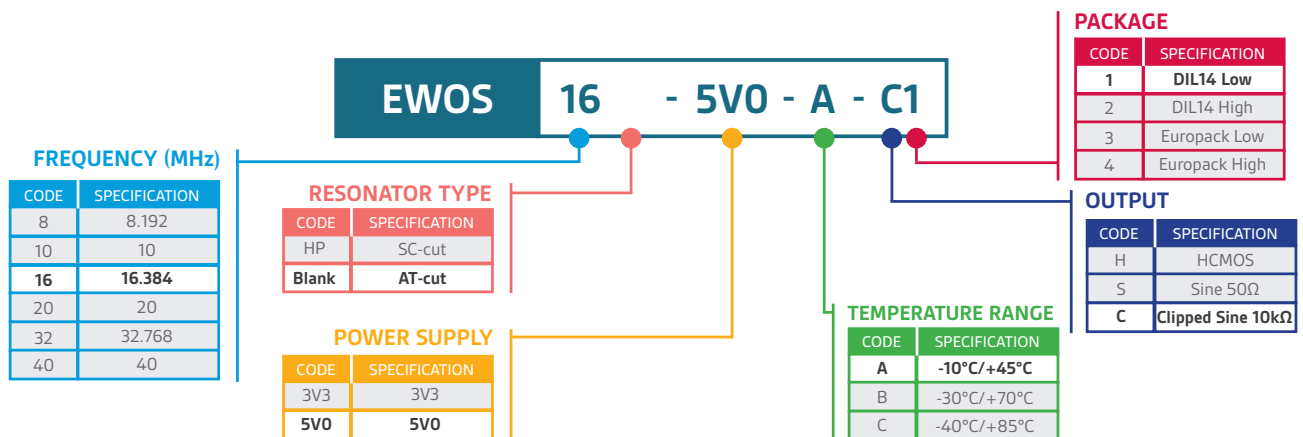 PACKAGE
CODE SPECIFICATION
1 DIL14 Low
2 DIL14 High
3 Europack Low
4 Europack High
EWOS 16 - 5V0 - A - C1
FREQUENCY (MHz)
CODE SPECIFICATION
8 8.192
10 10
16 16.384
20 20
32 32.768
40 40
RESONATOR TYPE
CODE SPECIFICATION
HP SC-cut
Blank AT-cut
OUTPUT
CODE SPECIFICATION
H HCMOS
S Sine 50Ω
C Clipped Sine 10kΩ
POWER SUPPLY
CODE SPECIFICATION
3V3 3V3
5V0 5V0
TEMPERATURE RANGE
CODE SPECIFICATION
A -10°C/+45°C
B -30°C/+70°C
C -40°C/+85°C